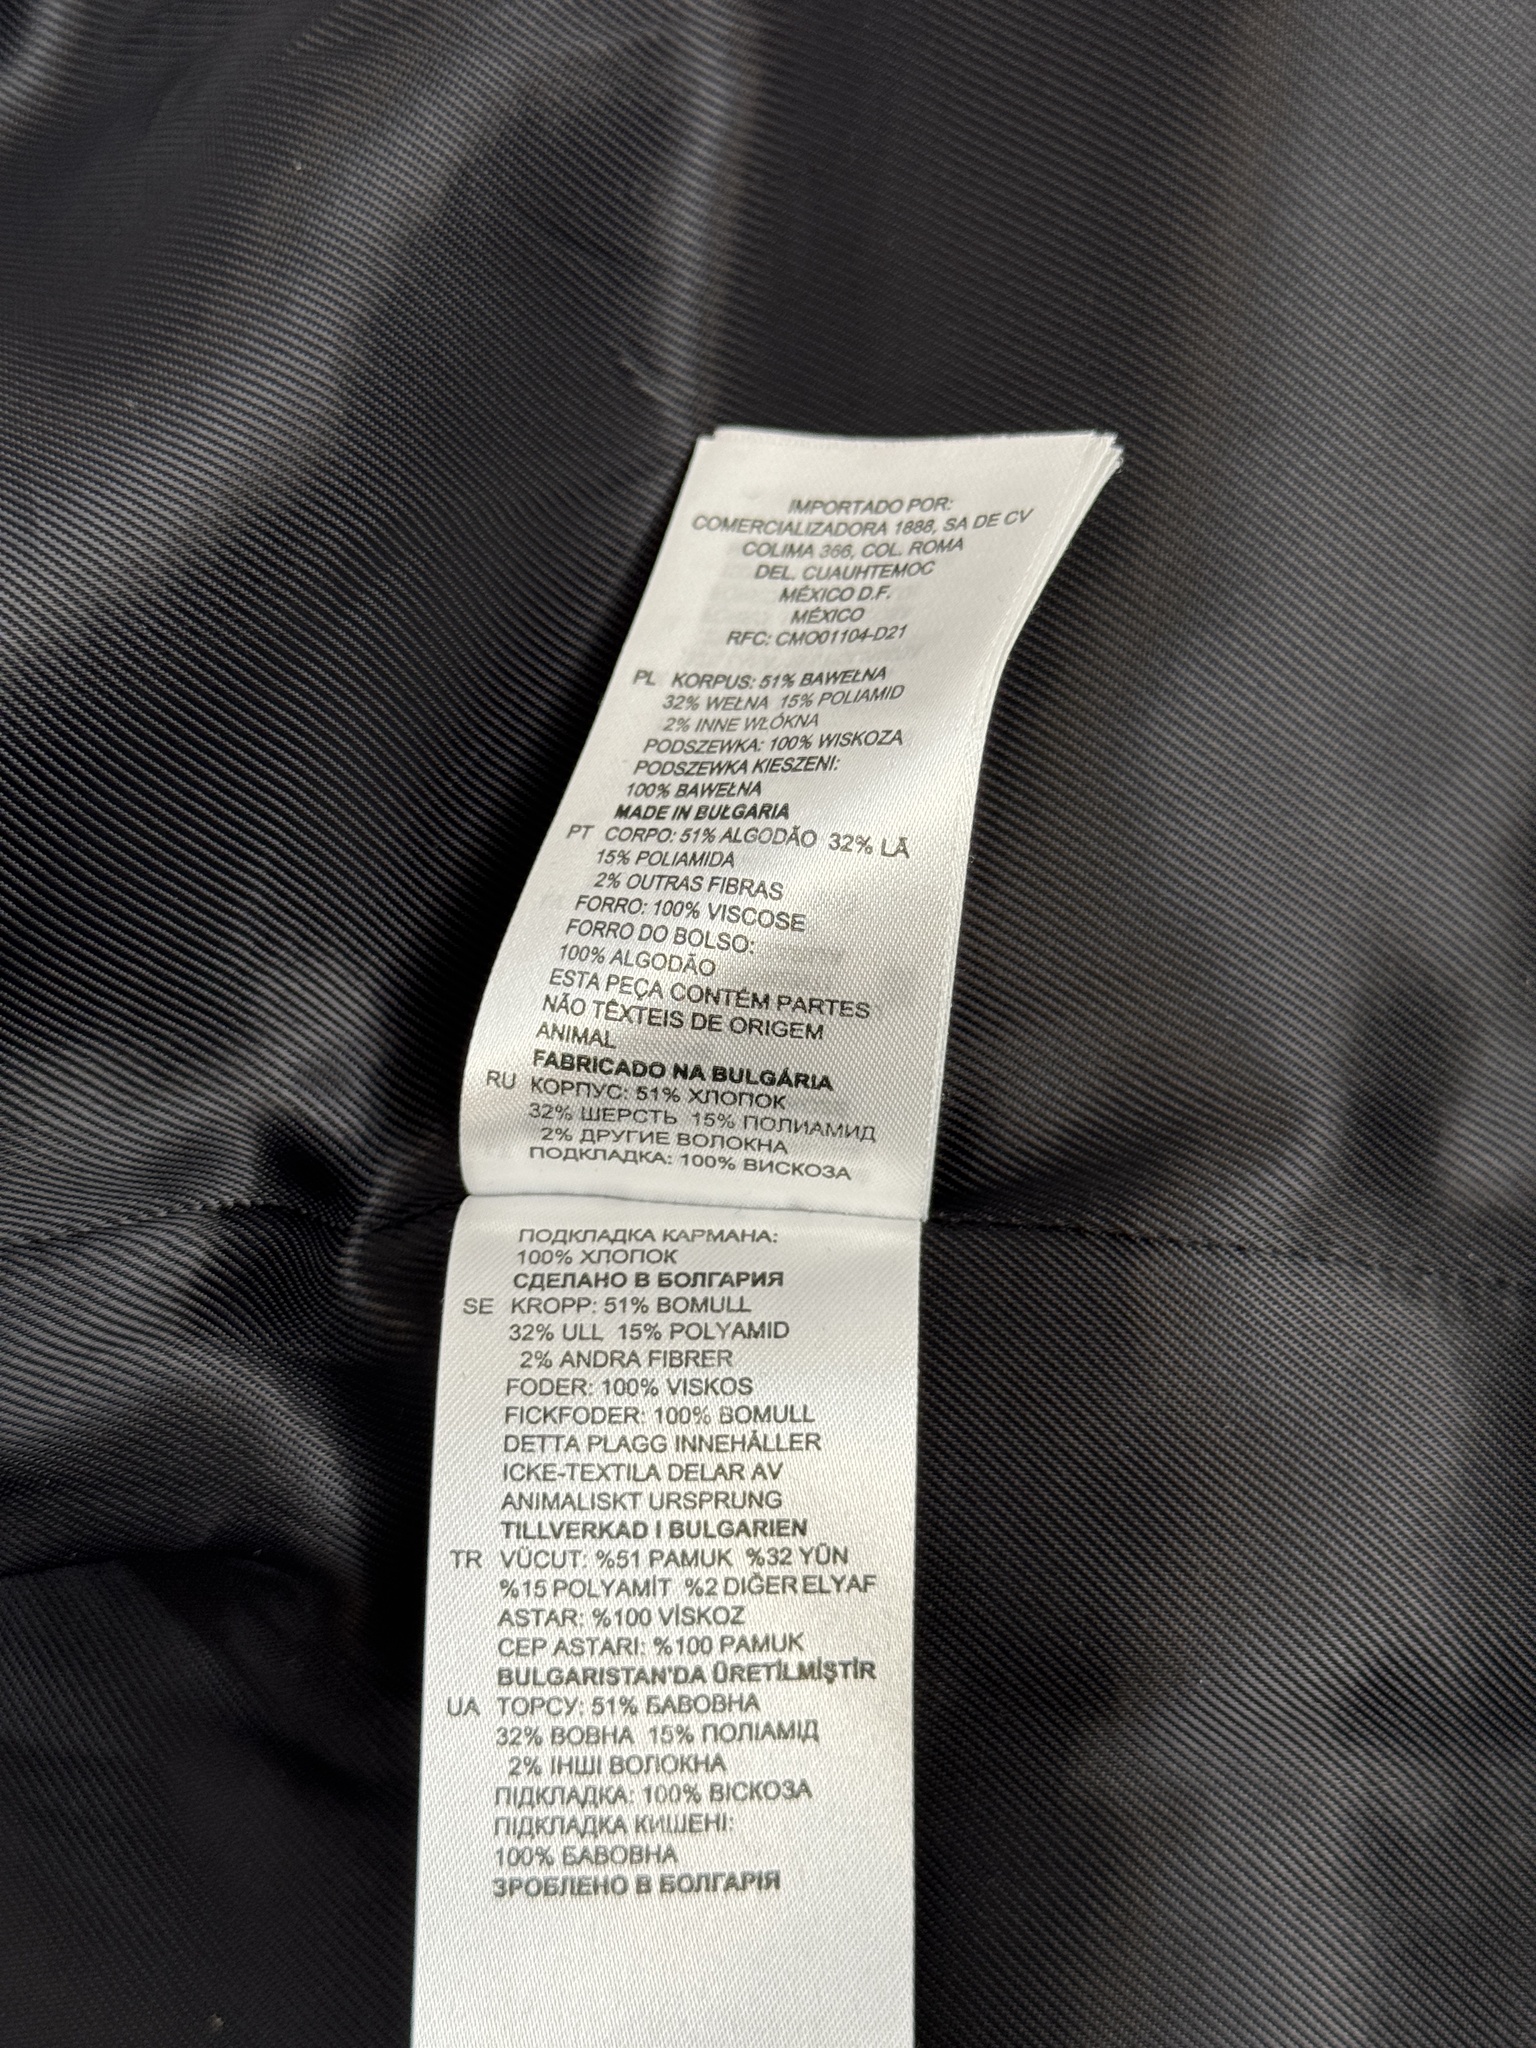 IMPORTADO POR:
COMERCIALIZADORA 1888, SA DE CV
COLIMA 366, COL. ROMA
DEL. CUAUHTEMOC
MÉXICO D.F.
MÉXICO
RFC: CMO01104-D21
PL KORPUS: 51% BAWEŁNA
32% WEŁNA 15% POLIAMID
2% INNE WŁÓKNA
PODSZEWKA: 100% WISKOZA
PODSZEWKA KIESZENI:
100% BAWEŁNA
MADE IN BUŁGARIA
PT CORPO: 51% ALGODÃO 32% LÃ
15% POLIAMIDA
2% OUTRAS FIBRAS
FORRO: 100% VISCOSE
FORRO DO BOLSO:
100% ALGODÃO
ESTA PEÇA CONTÉM PARTES
NÃO TÊXTEIS DE ORIGEM
ANIMAL
FABRICADO NA BULGÁRIA
RU КОРПУС: 51% ХЛОПОК
32% ШЕРСТЬ 15% ПОЛИАМИД
2% ДРУГИЕ ВОЛОКНА
ПОДКЛАДКА: 100% ВИСКОЗА
ПОДКЛАДКА КАРМАНА:
100% ХЛОПОК
СДЕЛАНО В БОЛГАРИЯ
SE KROPP: 51% BOMULL
32% ULL 15% POLYAMID
2% ANDRA FIBRER
FODER: 100% VISKOS
FICKFODER: 100% BOMULL
DETTA PLAGG INNEHÅLLER
ICKE-TEXTILA DELAR AV
ANIMALISKT URSPRUNG
TILLVERKAD I BULGARIEN
TR VÜCUT: %51 PAMUK %32 YÜN
%15 POLYAMİT %2 DIĞER ELYAF
ASTAR: %100 VİSKOZ
CEP ASTARI: %100 PAMUK
BULGARISTAN'DA ÜRETİLMİŞTİR
UA ТОРСУ: 51% БАВОВНА
32% ВОВНА 15% ПОЛІАМІД
2% ІНШІ ВОЛОКНА
ПІДКЛАДКА: 100% ВІСКОЗА
ПІДКЛАДКА КИШЕНІ:
100% БАВОВНА
ЗРОБЛЕНО В БОЛГАРІЯ